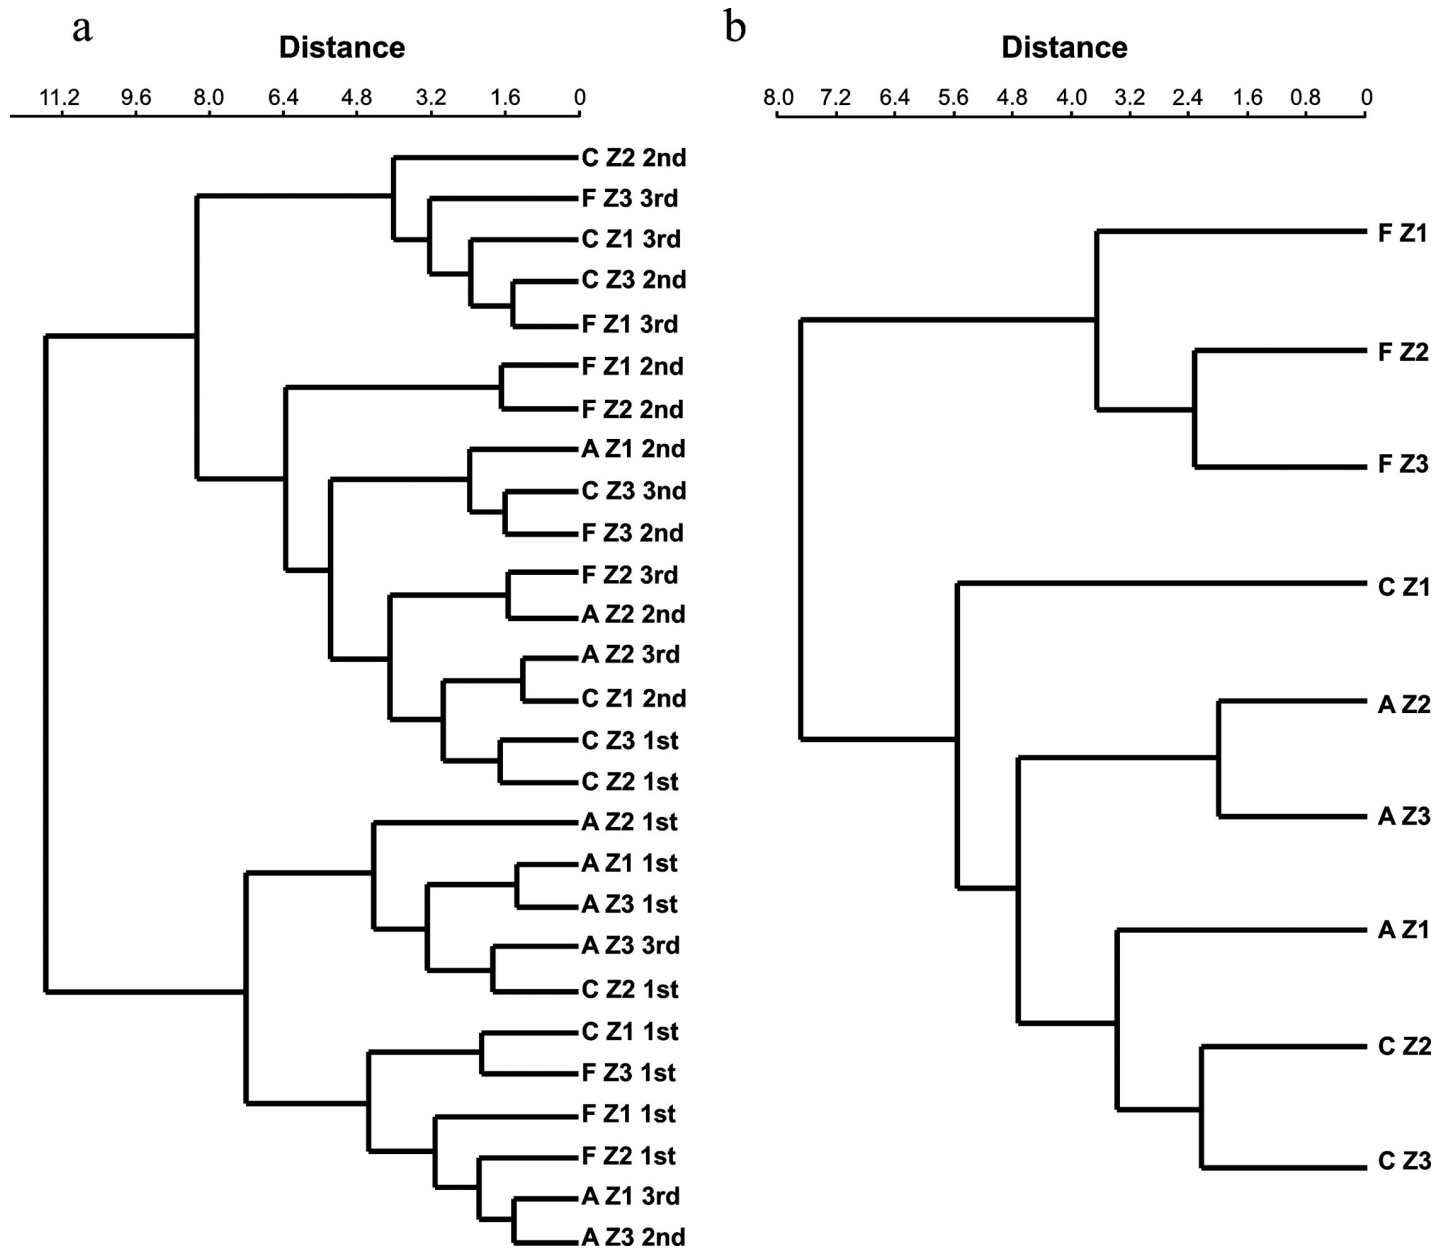 a
Distance
11.2 9.6 8.0 6.4 4.8 3.2 1.6 0
C Z2 2nd
F Z3 3rd
C Z1 3rd
C Z3 2nd
F Z1 3rd
F Z1 2nd
F Z2 2nd
A Z1 2nd
C Z3 3nd
F Z3 2nd
F Z2 3rd
A Z2 2nd
A Z2 3rd
C Z1 2nd
C Z3 1st
C Z2 1st
A Z2 1st
A Z1 1st
A Z3 1st
A Z3 3rd
C Z2 1st
C Z1 1st
F Z3 1st
F Z1 1st
F Z2 1st
A Z1 3rd
A Z3 2nd
b
Distance
8.0 7.2 6.4 5.6 4.8 4.0 3.2 2.4 1.6 0.8 0
F Z1
F Z2
F Z3
C Z1
A Z2
A Z3
A Z1
C Z2
C Z3